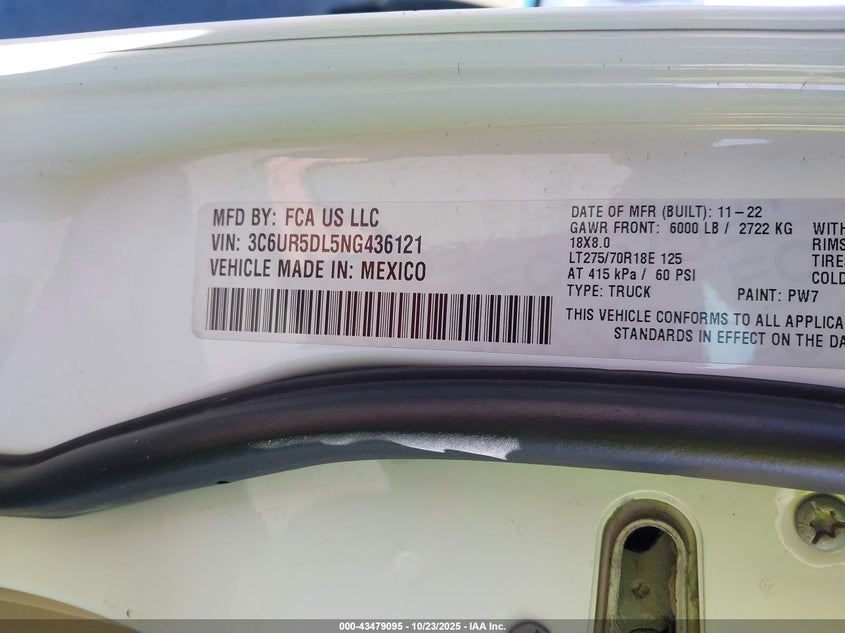 MFD BY: FCA US LLC
VIN: 3C6UR5DL5NG436121
VEHICLE MADE IN: MEXICO
DATE OF MFR (BUILT): 11-22
GAWR FRONT: 6000 LB / 2722 KG WITH
18X8.0 RIMS
LT275/70R18E 125 TIRE
AT 415 kPa / 60 PSI COLD
TYPE: TRUCK PAINT: PW7
THIS VEHICLE CONFORMS TO ALL APPLICA
STANDARDS IN EFFECT ON THE DA
000-43479095 - 10/23/2025 - IAA Inc.